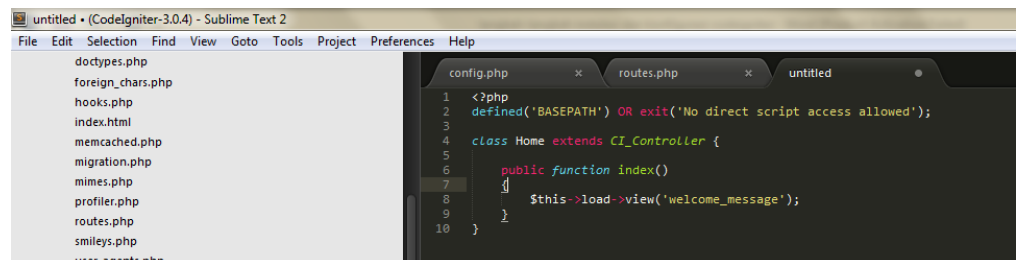 untitled • (CodeIgniter-3.0.4) - Sublime Text 2
File Edit Selection Find View Goto Tools Project Preferences Help
doctypes.php
foreign_chars.php
hooks.php
index.html
memcached.php
migration.php
mimes.php
profiler.php
routes.php
smileys.php
config.php × routes.php × untitled
1 <?php
2 defined('BASEPATH') OR exit('No direct script access allowed');
3
4 class Home extends CI_Controller {
5
6 public function index()
7 {
8 $this->load->view('welcome_message');
9 }
10 }